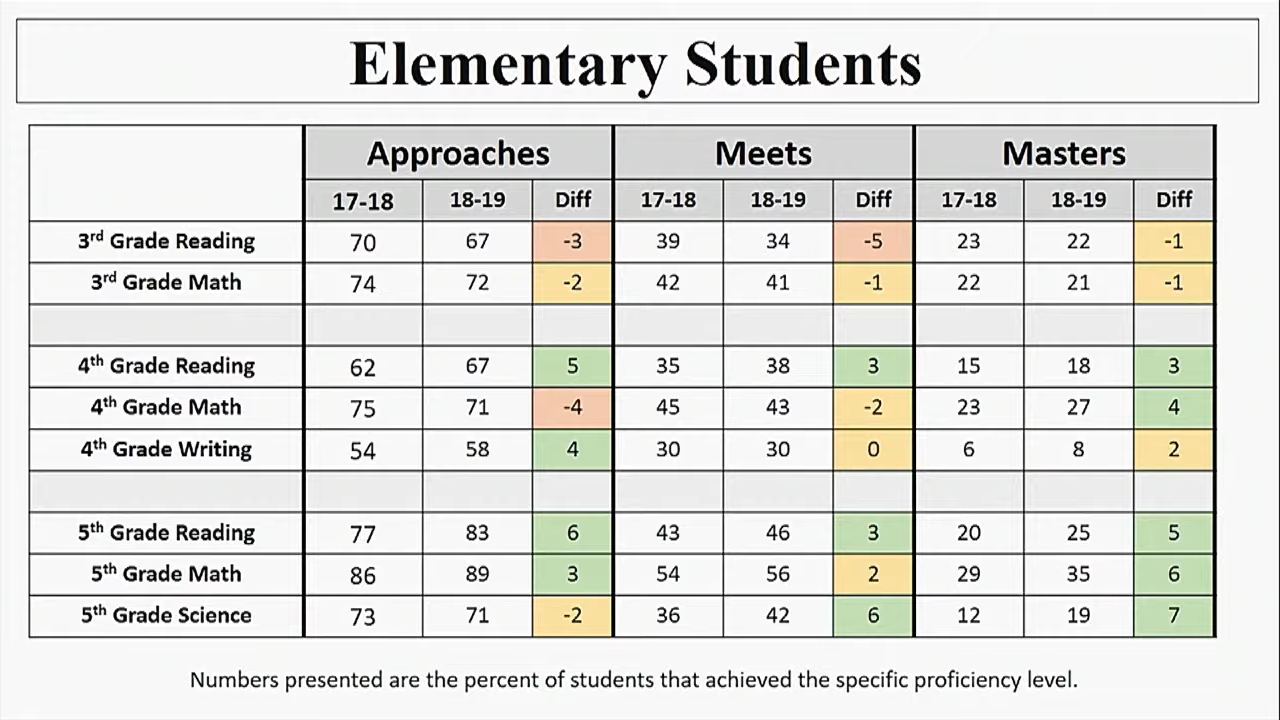 Elementary Students
Approaches Meets Masters
17-18 18-19 Diff 17-18 18-19 Diff 17-18 18-19 Diff
3rd Grade Reading 70 67 -3 39 34 -5 23 22 -1
3rd Grade Math 74 72 -2 42 41 -1 22 21 -1
4th Grade Reading 62 67 5 35 38 3 15 18 3
4th Grade Math 75 71 -4 45 43 -2 23 27 4
4th Grade Writing 54 58 4 30 30 0 6 8 2
5th Grade Reading 77 83 6 43 46 3 20 25 5
5th Grade Math 86 89 3 54 56 2 29 35 6
5th Grade Science 73 71 -2 36 42 6 12 19 7
Numbers presented are the percent of students that achieved the specific proficiency level.